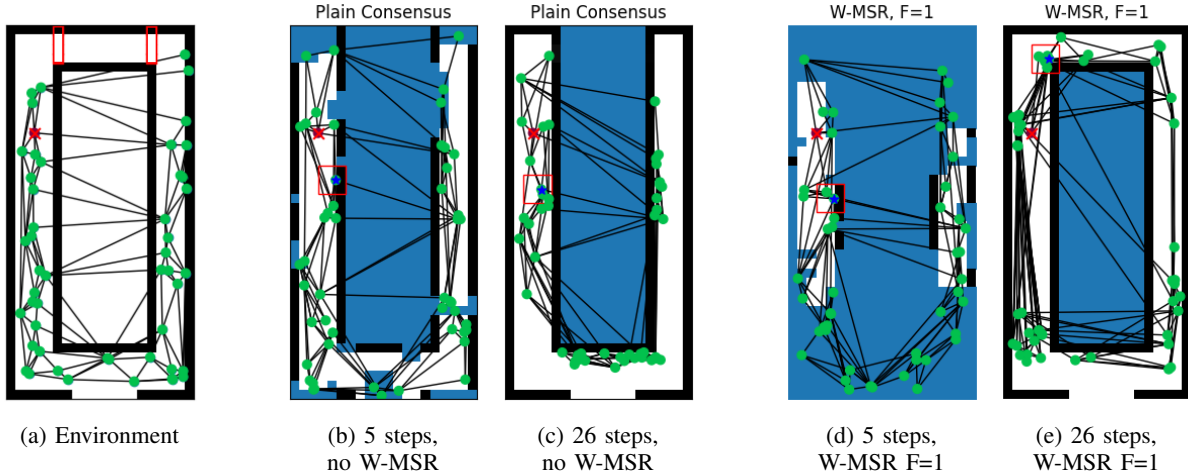 Plain Consensus
Plain Consensus
W-MSR, F=1
W-MSR, F=1
(a) Environment
(b) 5 steps,
no W-MSR
(c) 26 steps,
no W-MSR
(d) 5 steps,
W-MSR F=1
(e) 26 steps,
W-MSR F=1